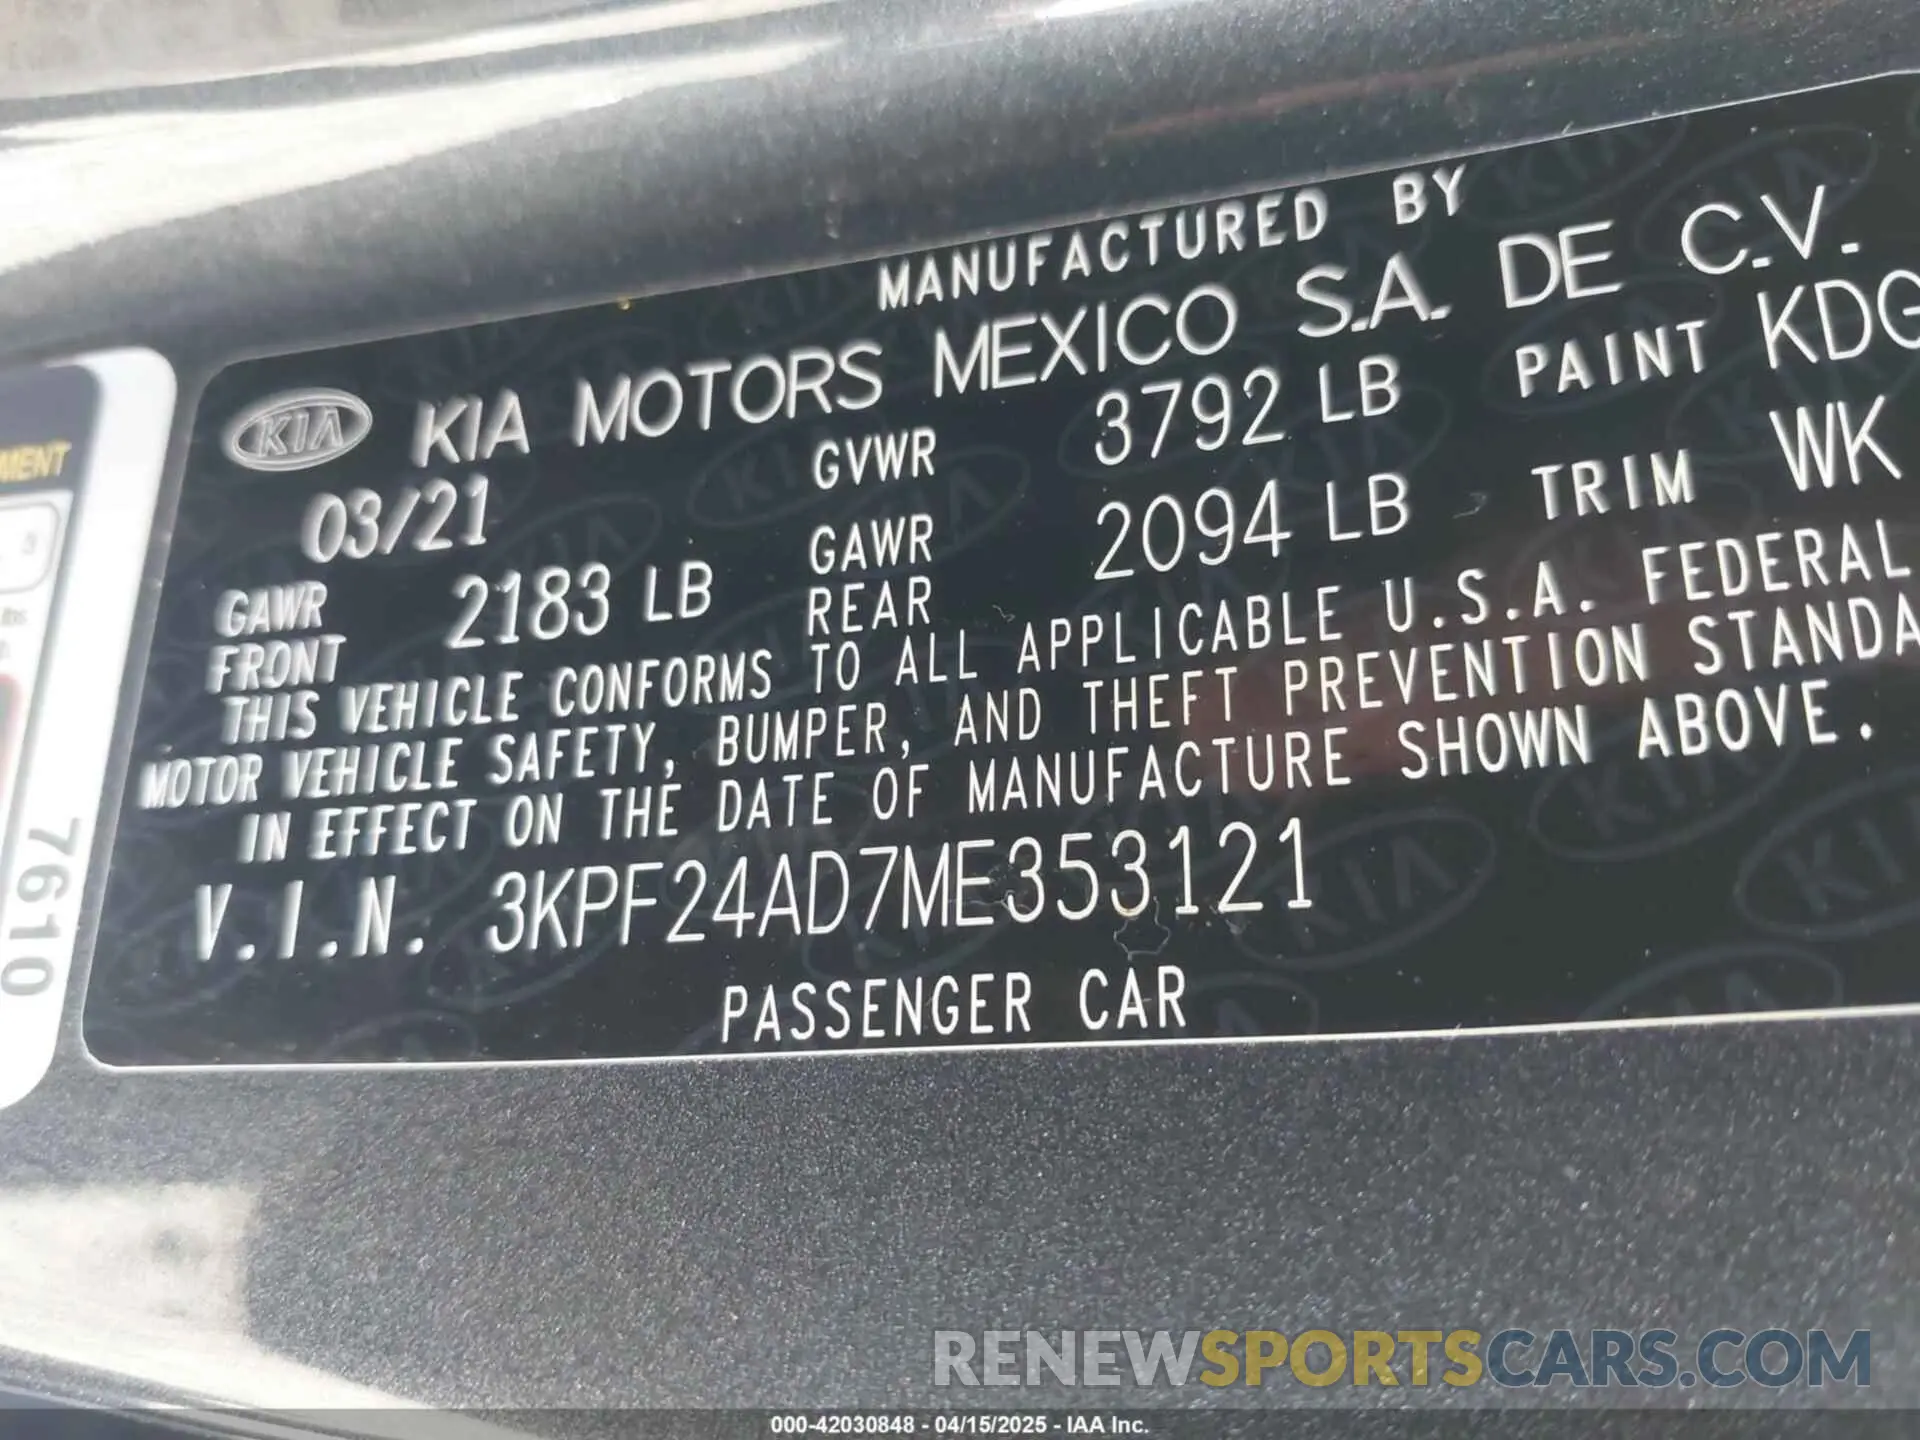 MANUFACTURED BY
KIA KIA MOTORS MEXICO S.A. DE C.V.
03/21 GVWR 3792 LB PAINT KDG
GAWR FRONT 2183 LB GAWR REAR 2094 LB TRIM WK
THIS VEHICLE CONFORMS TO ALL APPLICABLE U.S.A. FEDERAL
MOTOR VEHICLE SAFETY, BUMPER, AND THEFT PREVENTION STANDA
IN EFFECT ON THE DATE OF MANUFACTURE SHOWN ABOVE.
V.I.N. 3KPF24AD7ME353121
PASSENGER CAR
MENT
7610
RENEWSPORTSCARS.COM
000-42030848 - 04/15/2025 - IAA Inc.